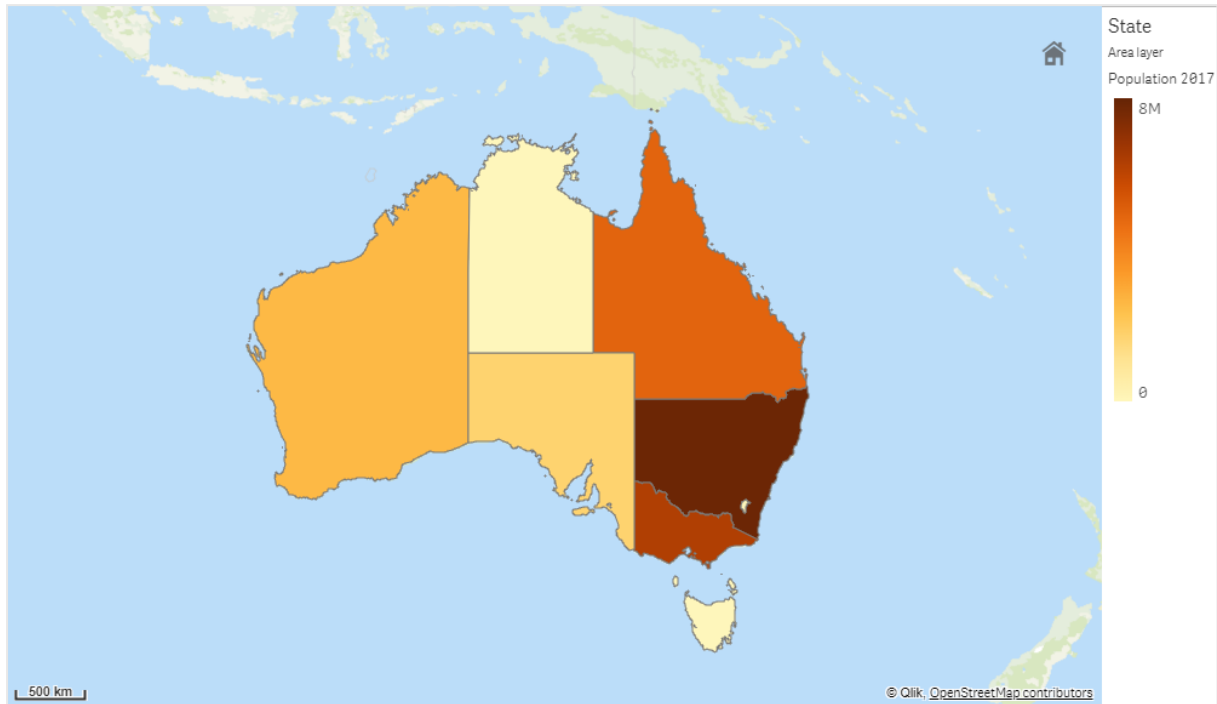 State
Area layer
Population 2017
8M
0
500 km
© Qlik, OpenStreetMap contributors